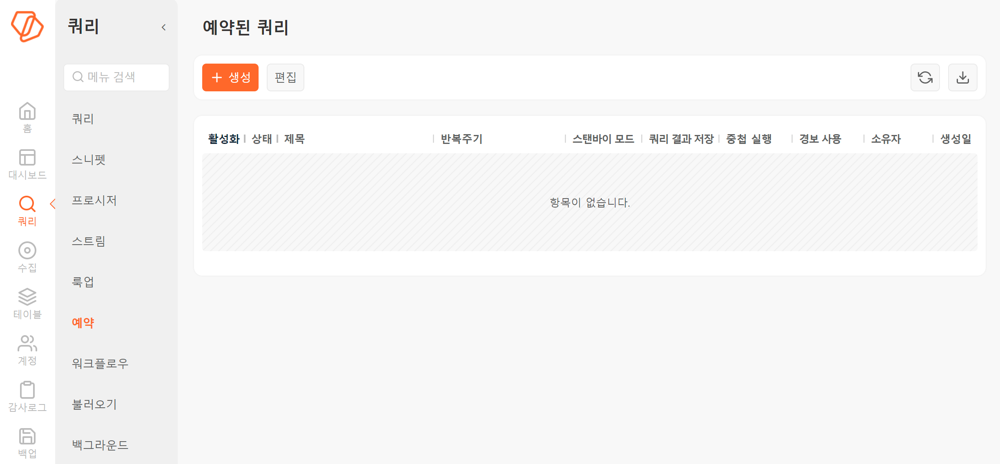 홈
대시보드
쿼리
수집
테이블
계정
감사로그
백업
쿼리
메뉴 검색
쿼리
스니펫
프로시저
스트림
룩업
예약
워크플로우
불러오기
백그라운드
예약된 쿼리
생성 편집
활성화 상태 제목 반복주기 스탠바이 모드 쿼리 결과 저장 중첩 실행 경보 사용 소유자 생성일
항목이 없습니다.